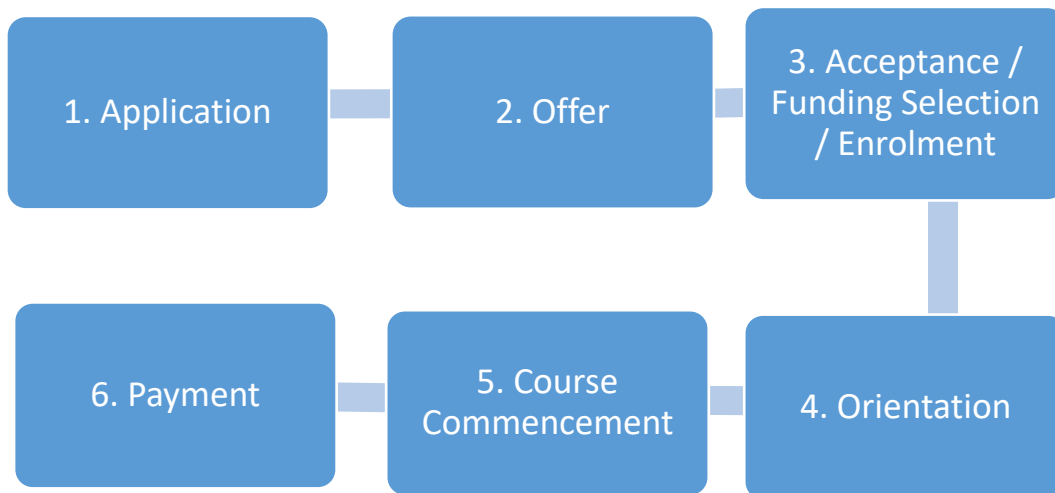 1. Application
2. Offer
3. Acceptance /
Funding Selection
/ Enrolment
4. Orientation
5. Course
Commencement
6. Payment